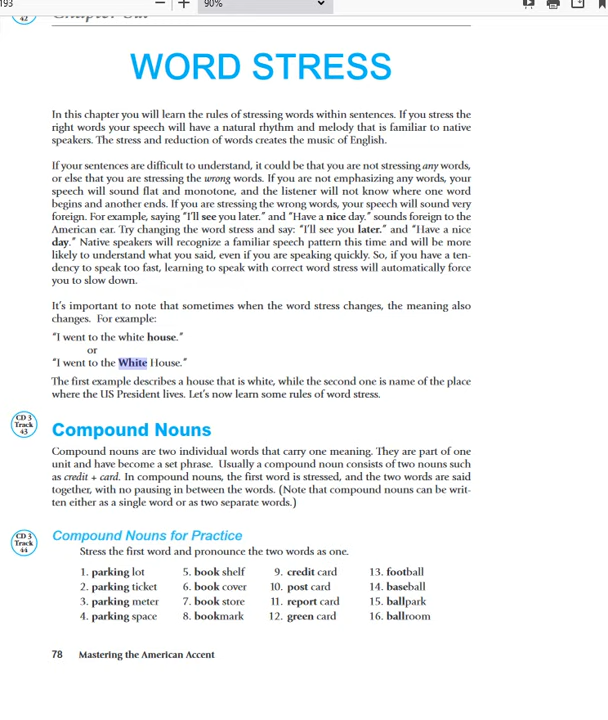 193
90%
42
Chapter Six
WORD STRESS
In this chapter you will learn the rules of stressing words within sentences. If you stress the
right words your speech will have a natural rhythm and melody that is familiar to native
speakers. The stress and reduction of words creates the music of English.
If your sentences are difficult to understand, it could be that you are not stressing any words,
or else that you are stressing the wrong words. If you are not emphasizing any words, your
speech will sound flat and monotone, and the listener will not know where one word
begins and another ends. If you are stressing the wrong words, your speech will sound very
foreign. For example, saying “I’ll see you later.” and “Have a nice day.” sounds foreign to the
American ear. Try changing the word stress and say: “I’ll see you later.” and “Have a nice
day.” Native speakers will recognize a familiar speech pattern this time and will be more
likely to understand what you said, even if you are speaking quickly. So, if you have a ten-
dency to speak too fast, learning to speak with correct word stress will automatically force
you to slow down.
It’s important to note that sometimes when the word stress changes, the meaning also
changes. For example:
“I went to the white house.”
or
“I went to the White House.”
The first example describes a house that is white, while the second one is name of the place
where the US President lives. Let’s now learn some rules of word stress.
CD 3
Track
43
Compound Nouns
Compound nouns are two individual words that carry one meaning. They are part of one
unit and have become a set phrase. Usually a compound noun consists of two nouns such
as credit + card. In compound nouns, the first word is stressed, and the two words are said
together, with no pausing in between the words. (Note that compound nouns can be writ-
ten either as a single word or as two separate words.)
CD 3
Track
44
Compound Nouns for Practice
Stress the first word and pronounce the two words as one.
1. parking lot 5. book shelf 9. credit card 13. football
2. parking ticket 6. book cover 10. post card 14. baseball
3. parking meter 7. book store 11. report card 15. ballpark
4. parking space 8. bookmark 12. green card 16. ballroom
78 Mastering the American Accent